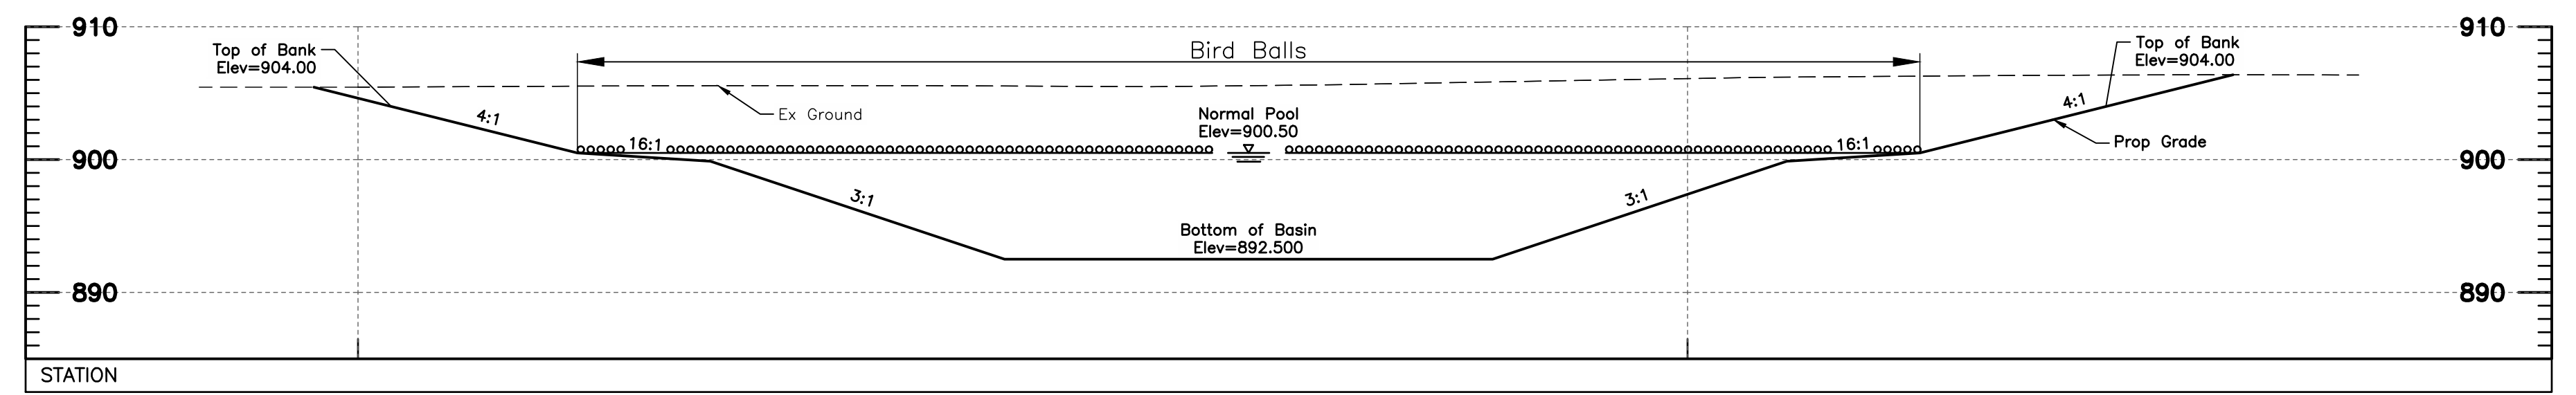 910
910
Top of Bank
Elev=904.00
Bird Balls
Top of Bank
Elev=904.00
4:1
Ex Ground
Normal Pool
Elev=900.50
4:1
Prop Grade
16:1
16:1
900
900
3:1
3:1
Bottom of Basin
Elev=892.500
890
890
STATION